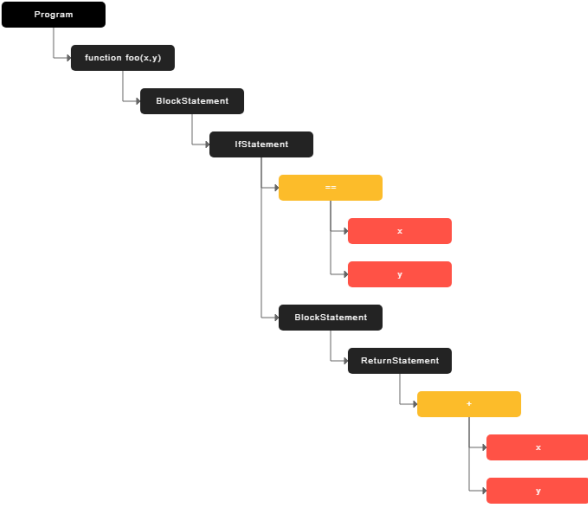 Program
function foo(x,y)
BlockStatement
IfStatement
==
x
y
BlockStatement
ReturnStatement
+
x
y